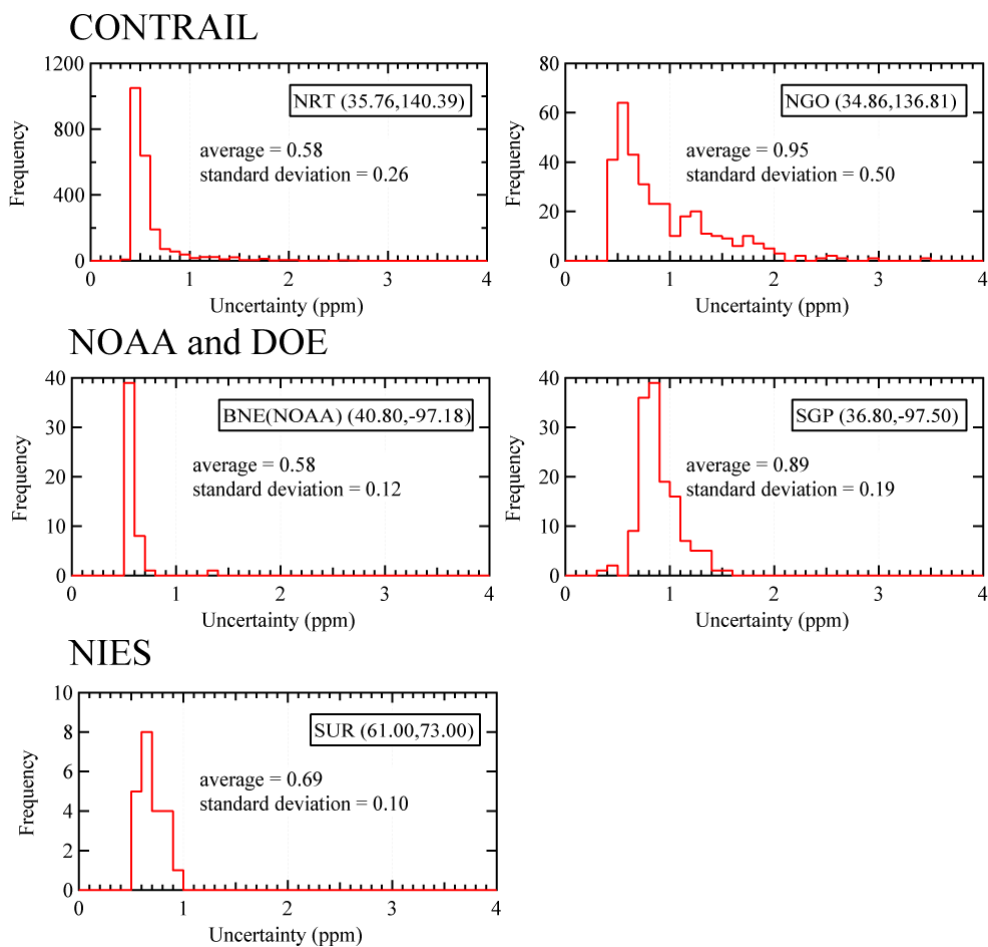 CONTRAIL
1200
800
400
0
Frequency
NRT (35.76,140.39)
average = 0.58
standard deviation = 0.26
0 1 2 3 4
Uncertainty (ppm)
80
60
40
20
0
Frequency
NGO (34.86,136.81)
average = 0.95
standard deviation = 0.50
0 1 2 3 4
Uncertainty (ppm)
NOAA and DOE
40
30
20
10
0
Frequency
BNE(NOAA) (40.80,-97.18)
average = 0.58
standard deviation = 0.12
0 1 2 3 4
Uncertainty (ppm)
40
30
20
10
0
Frequency
SGP (36.80,-97.50)
average = 0.89
standard deviation = 0.19
0 1 2 3 4
Uncertainty (ppm)
NIES
10
8
6
4
2
0
Frequency
SUR (61.00,73.00)
average = 0.69
standard deviation = 0.10
0 1 2 3 4
Uncertainty (ppm)